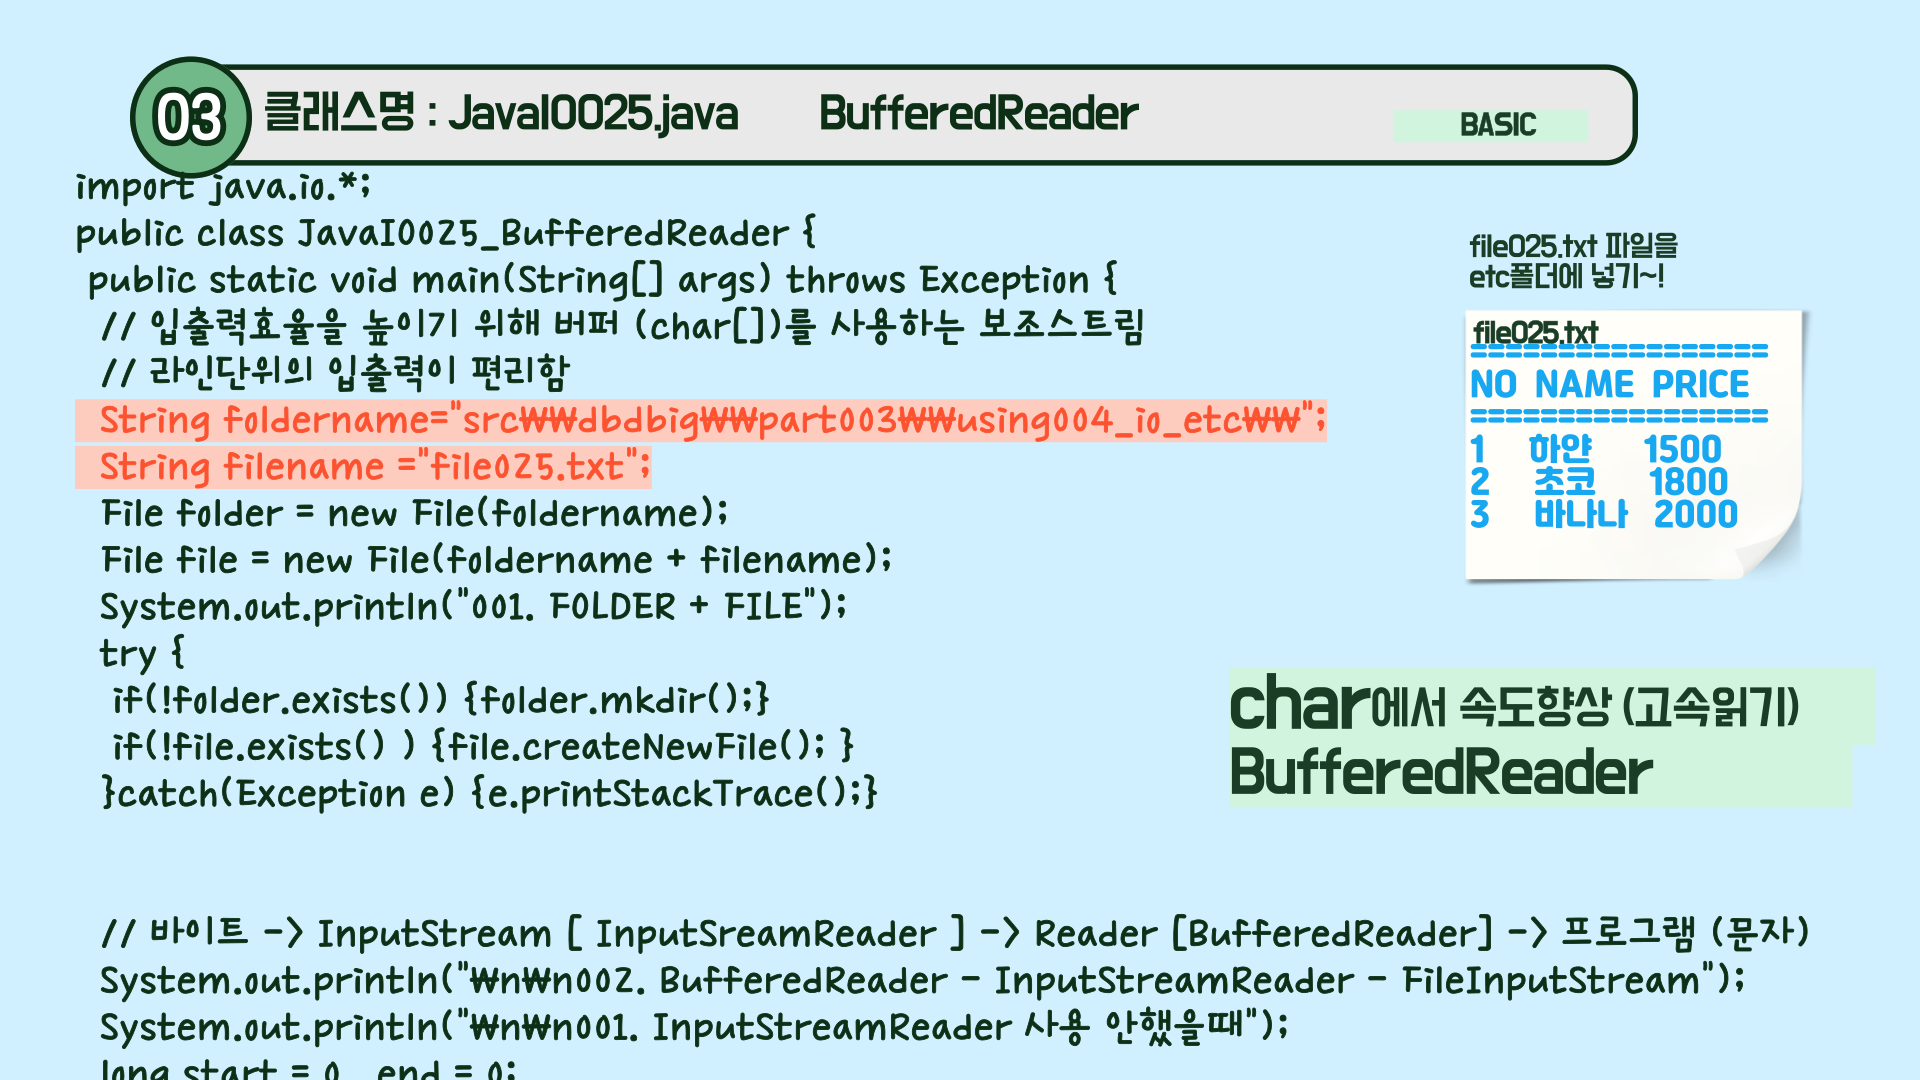 03 클래스명 : JavaIO025.java BufferedReader BASIC
import java.io.*;
public class JavaIO025_BufferedReader {
public static void main(String[] args) throws Exception {
// 입출력효율을 높이기 위해 버퍼 (char[])를 사용하는 보조스트림
// 라인단위의 입출력이 편리함
String foldername="src₩₩dbdbig₩₩part003₩₩using004_io_etc₩₩";
String filename ="file025.txt";
File folder = new File(foldername);
File file = new File(foldername + filename);
System.out.println("001. FOLDER + FILE");
try {
if(!folder.exists()) {folder.mkdir();}
if(!file.exists() ) {file.createNewFile(); }
}catch(Exception e) {e.printStackTrace();}
// 바이트 -> InputStream [ InputSreamReader ] -> Reader [BufferedReader] -> 프로그램 (문자)
System.out.println("₩n₩n002. BufferedReader - InputStreamReader - FileInputStream");
System.out.println("₩n₩n001. InputStreamReader 사용 안했을때");
long start = 0, end = 0;
file025.txt 파일을
etc폴더에 넣기~!
file025.txt
=================
NO NAME PRICE
=================
1 하얀 1500
2 초코 1800
3 바나나 2000
char에서 속도향상 (고속읽기)
BufferedReader